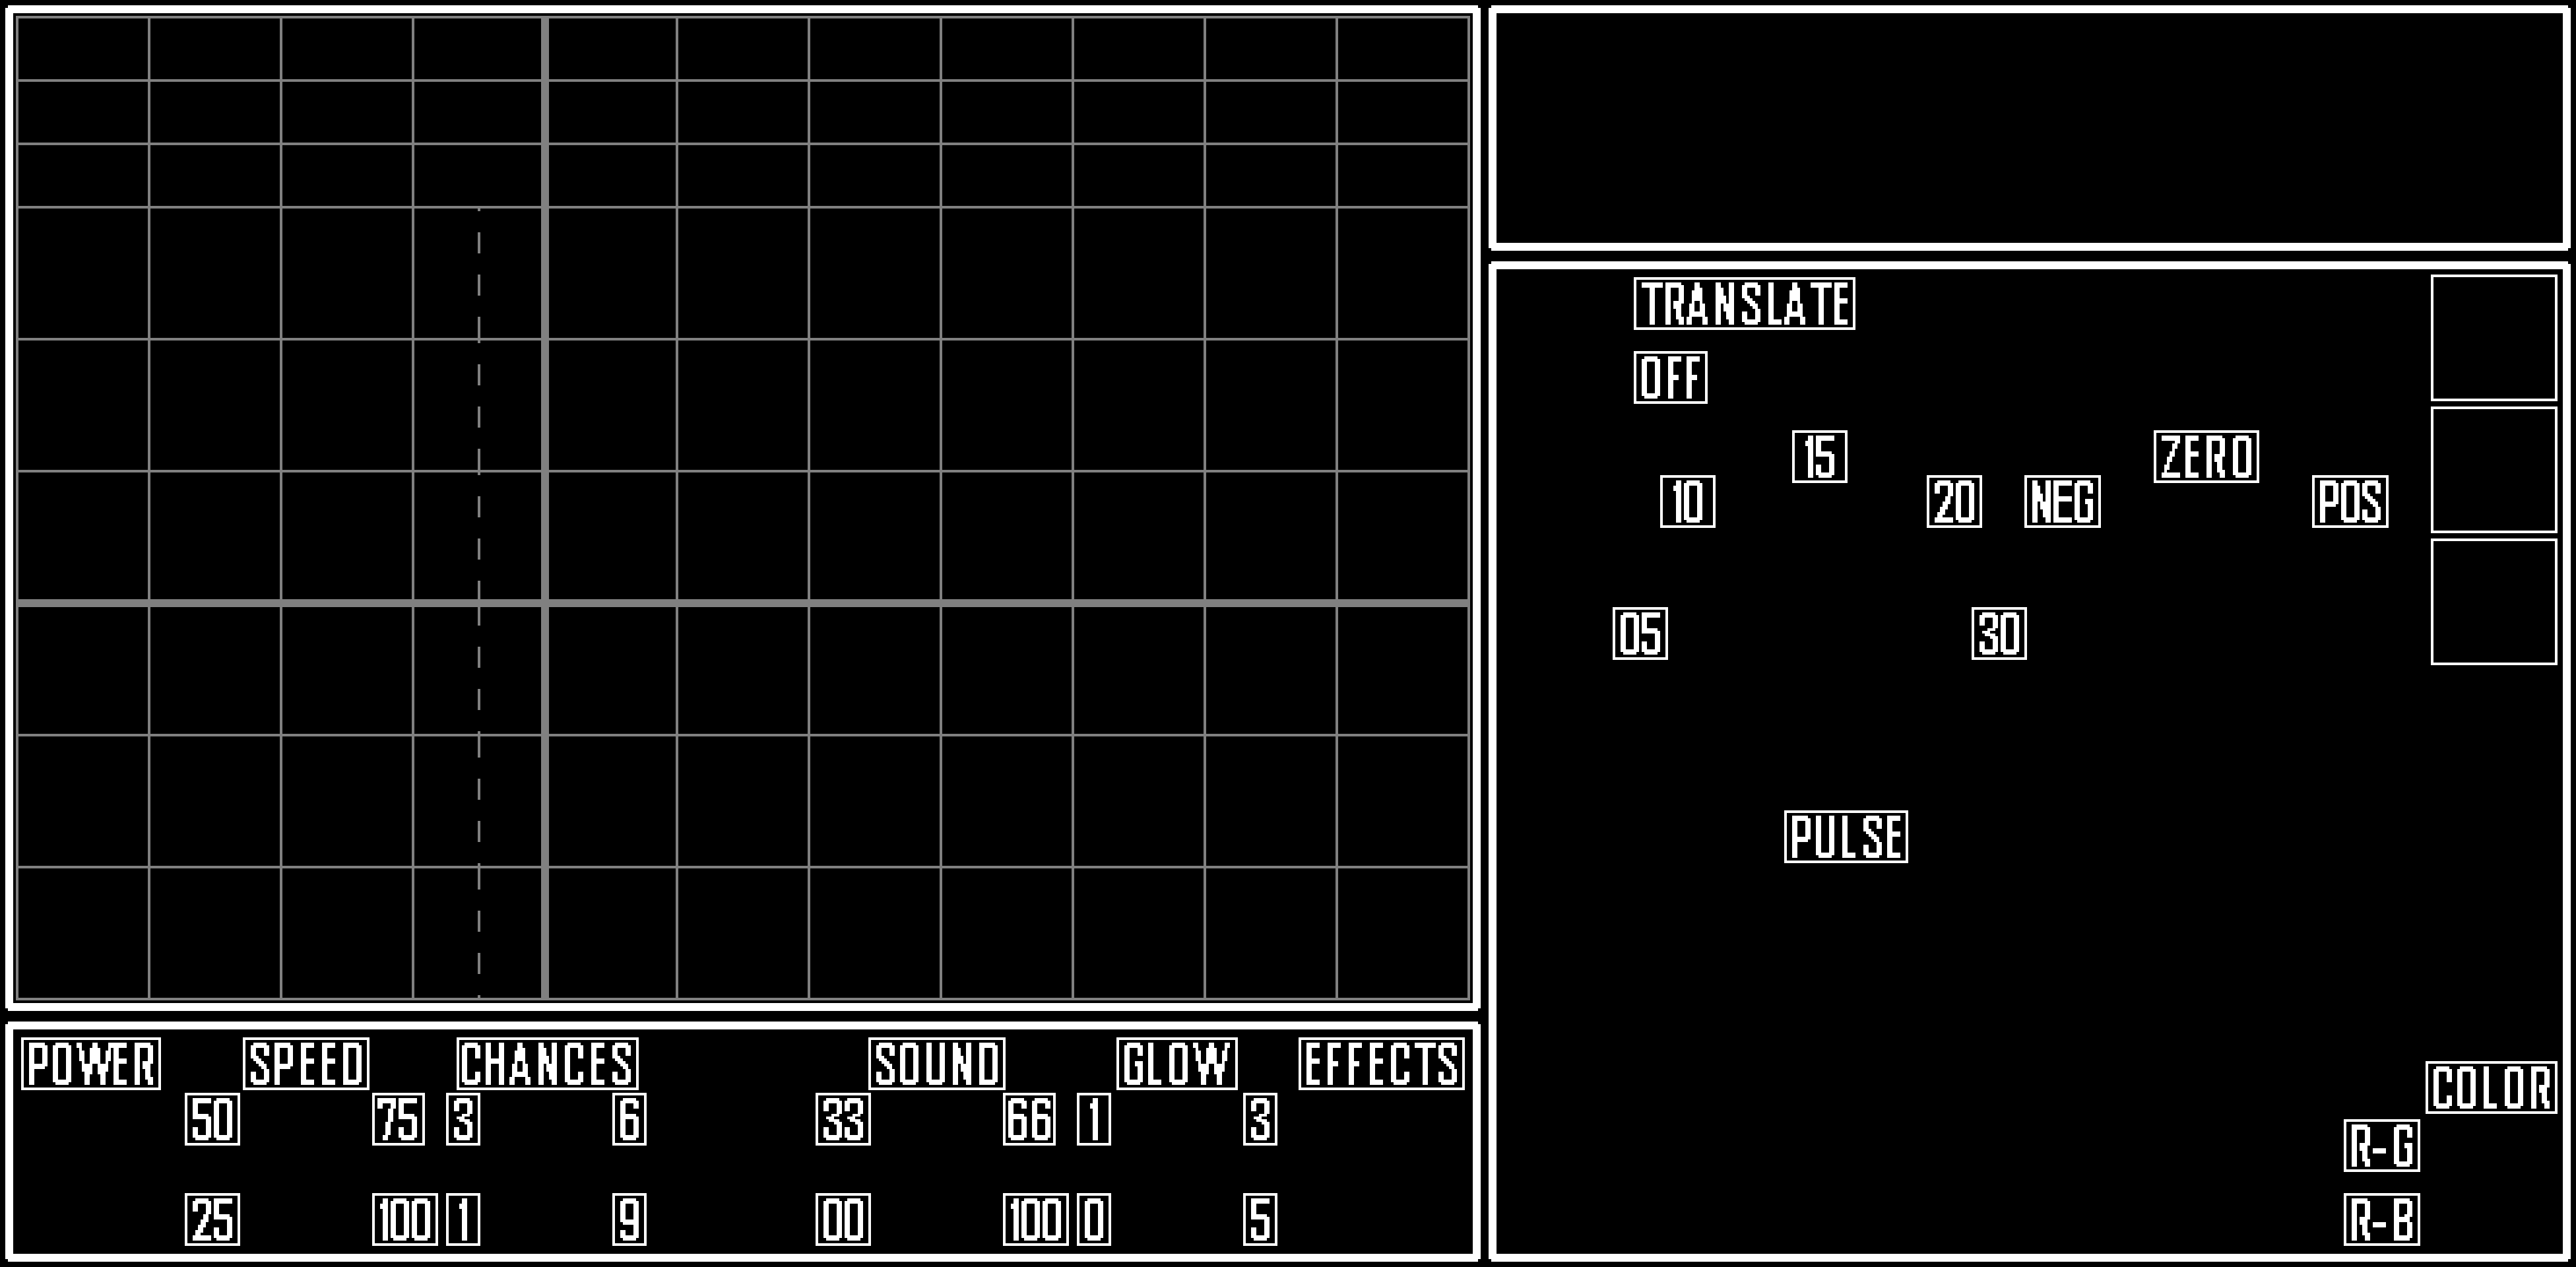 TRANSLATE
OFF
15 ZERO
10 20 NEG POS
05 30
PULSE
POWER SPEED CHANCES SOUND GLOW EFFECTS
50 75 3 6 33 66 1 3
25 100 1 9 00 100 0 5
COLOR
R-G
R-B